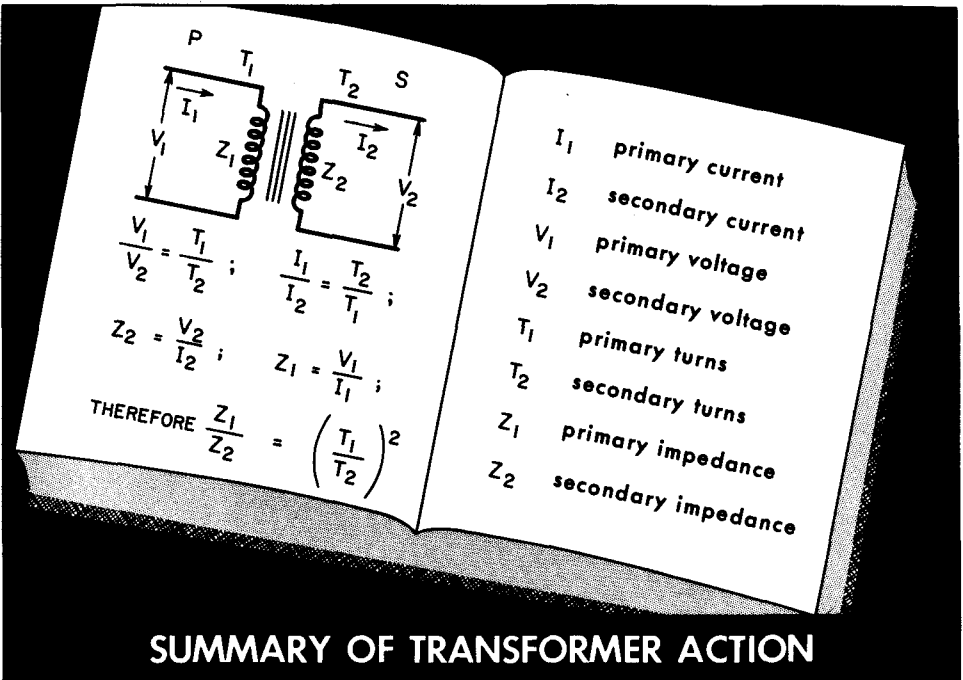 P T₁ T₂ S
I₁ I₂
V₁ Z₁ Z₂ V₂
V₁/V₂ = T₁/T₂ ; I₁/I₂ = T₂/T₁ ;
Z₂ = V₂/I₂ ; Z₁ = V₁/I₁ ;
THEREFORE Z₁/Z₂ = (T₁/T₂)²
I₁ primary current
I₂ secondary current
V₁ primary voltage
V₂ secondary voltage
T₁ primary turns
T₂ secondary turns
Z₁ primary impedance
Z₂ secondary impedance
SUMMARY OF TRANSFORMER ACTION